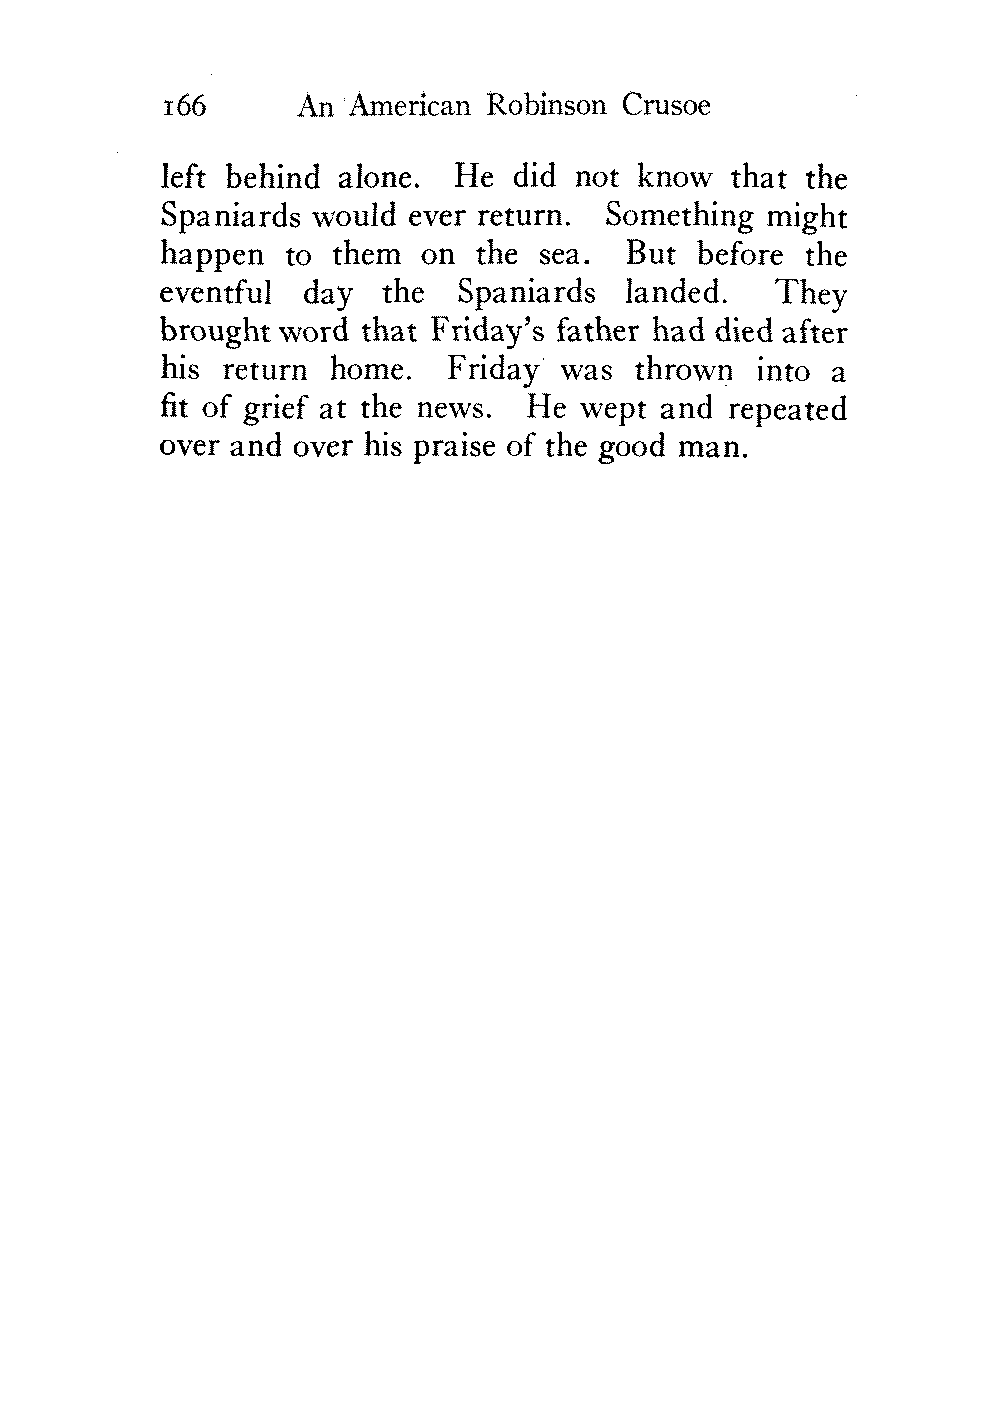 166 An American Robinson Crusoe
left behind alone. He did not know that the
Spaniards would ever return. Something might
happen to them on the sea. But before the
eventful day the Spaniards landed. They
brought word that Friday's father had died after
his return home. Friday was thrown into a
fit of grief at the news. He wept and repeated
over and over his praise of the good man.